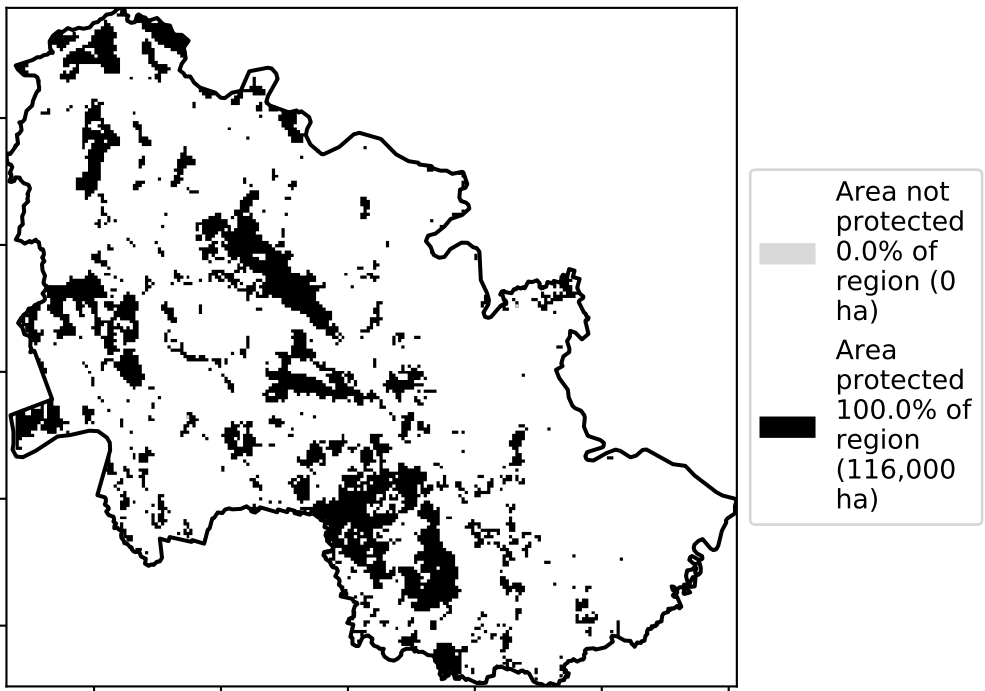 Area not
protected
0.0% of
region (0
ha)
Area
protected
100.0% of
region
(116,000
ha)